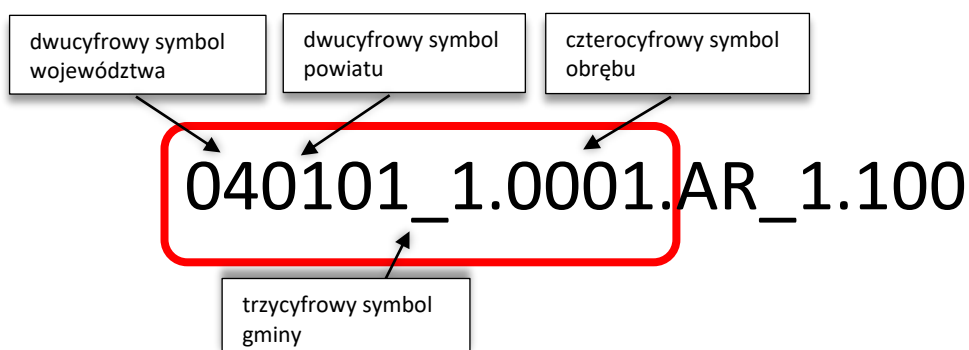 dwucyfrowy symbol
województwa
dwucyfrowy symbol
powiatu
czterocyfrowy symbol
obrębu
040101_1.0001.AR_1.100
trzycyfrowy symbol
gminy